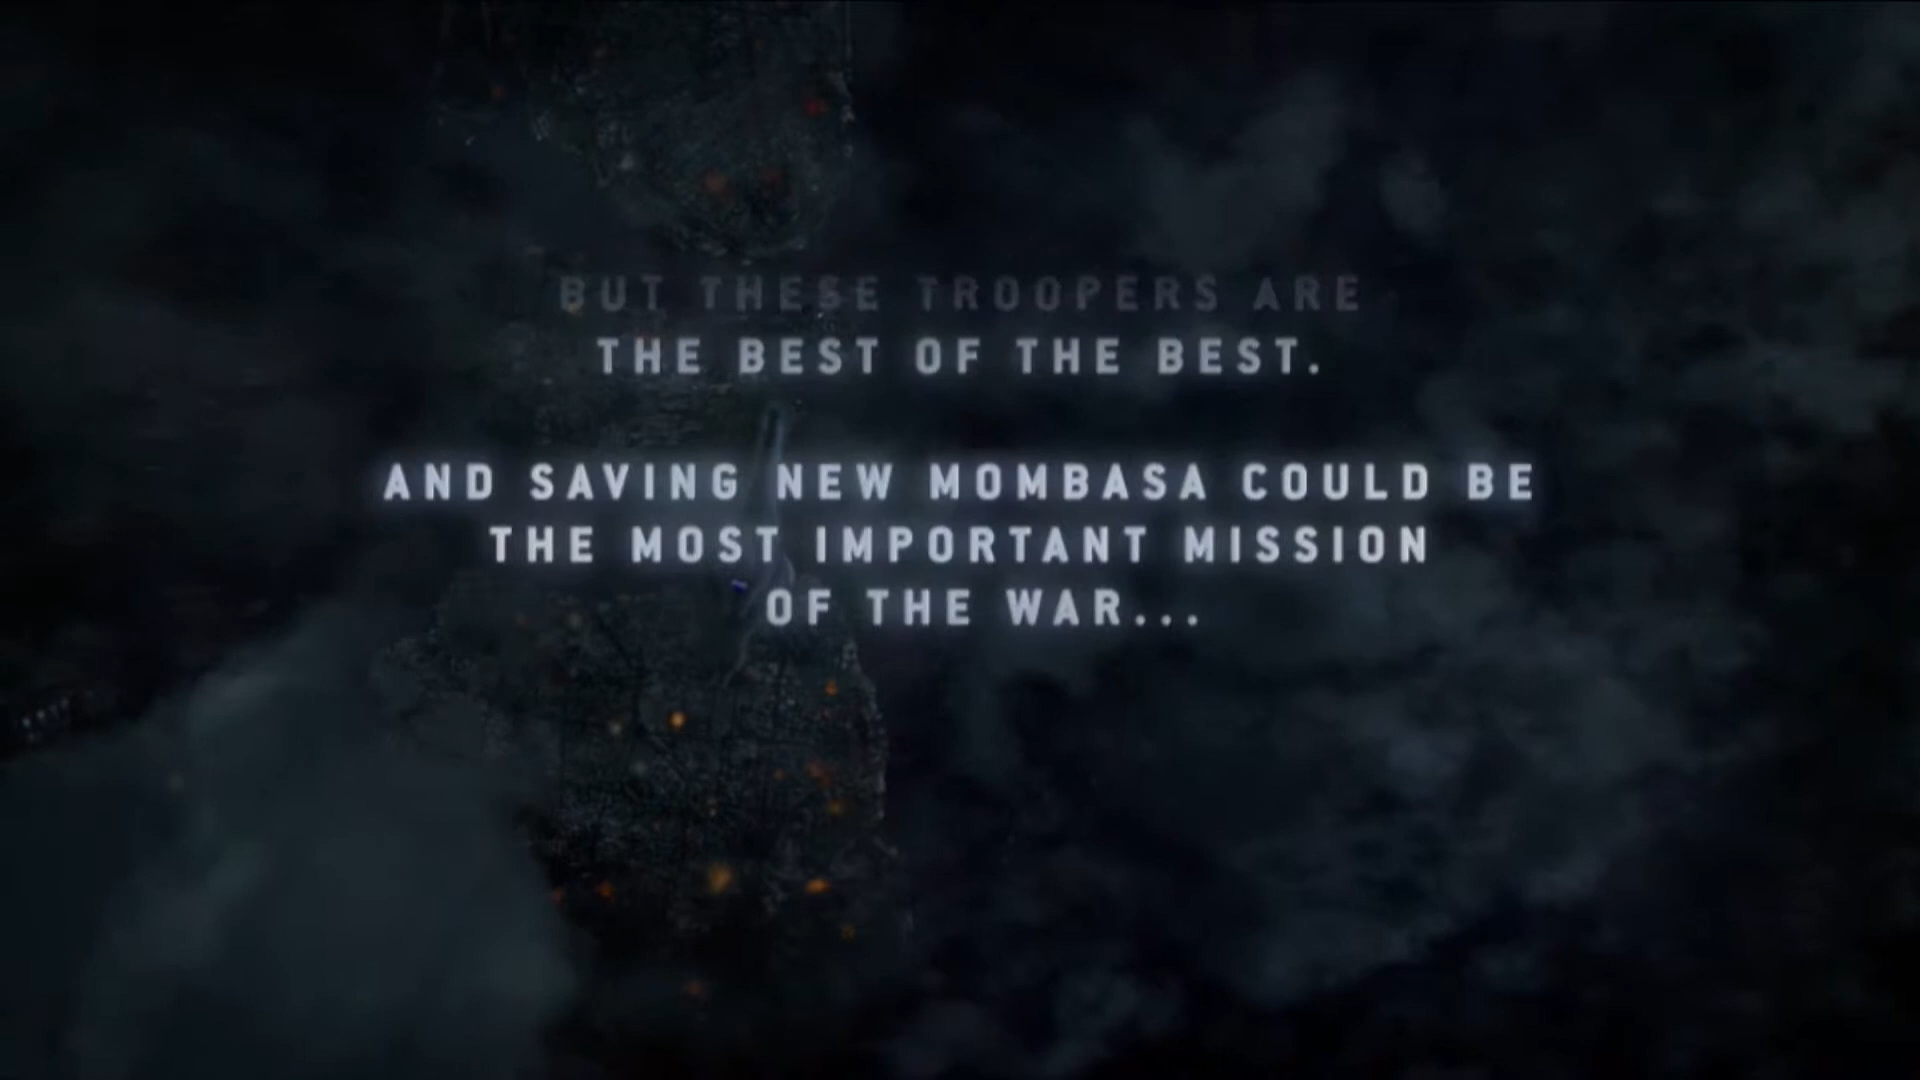 BUT THESE TROOPERS ARE
THE BEST OF THE BEST.
AND SAVING NEW MOMBASA COULD BE
THE MOST IMPORTANT MISSION
OF THE WAR...